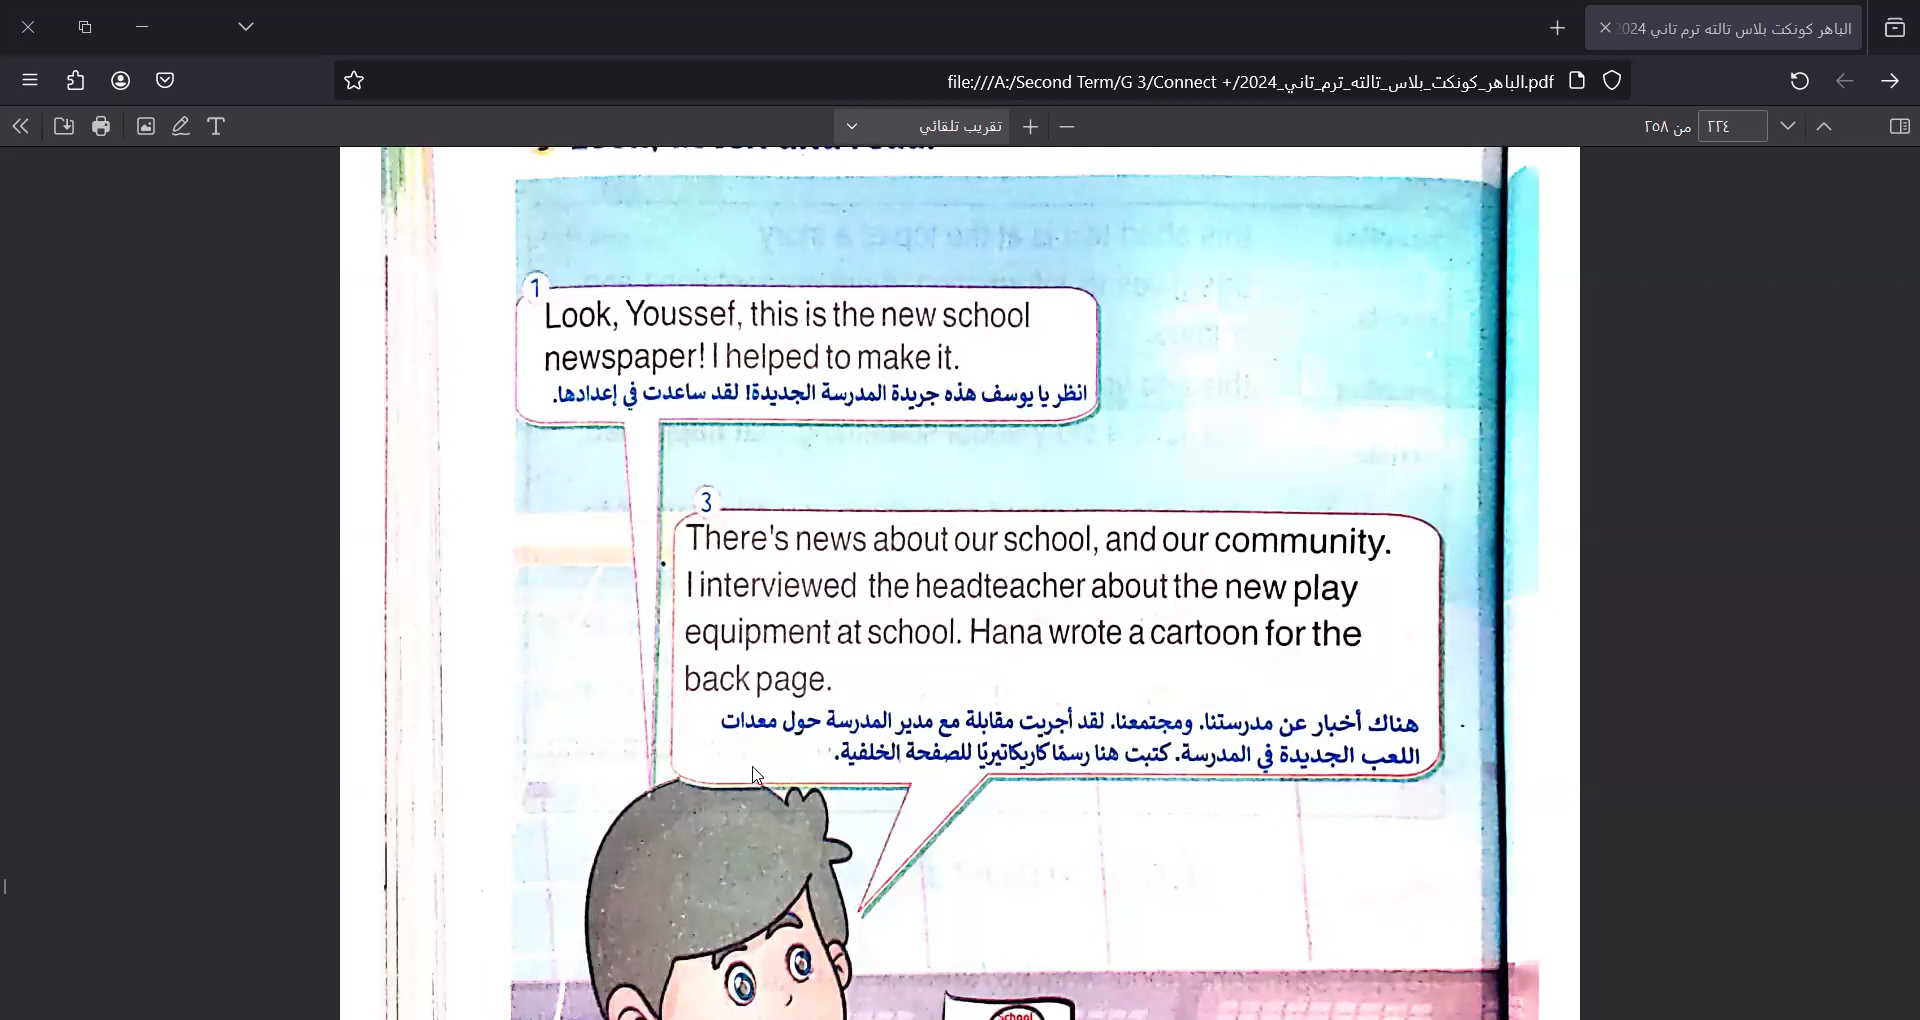 الباهر كونكت بلاس تالته ترم تاني 2024
file:///A:/Second Term/G 3/Connect +/2024_الباهر_كونكت_بلاس_تالته_ترم_تاني.pdf
تقريب تلقائي
٢٢٤ من ٢٥٨
1
Look, Youssef, this is the new school
newspaper! I helped to make it.
انظر يا يوسف هذه جريدة المدرسة الجديدة! لقد ساعدت في إعدادها.
3
There's news about our school, and our community.
I interviewed the headteacher about the new play
equipment at school. Hana wrote a cartoon for the
back page.
هناك أخبار عن مدرستنا. ومجتمعنا. لقد أجريت مقابلة مع مدير المدرسة حول معدات
اللعب الجديدة في المدرسة. كتبت هنا رسمًا كاريكاتيريًا للصفحة الخلفية.
School